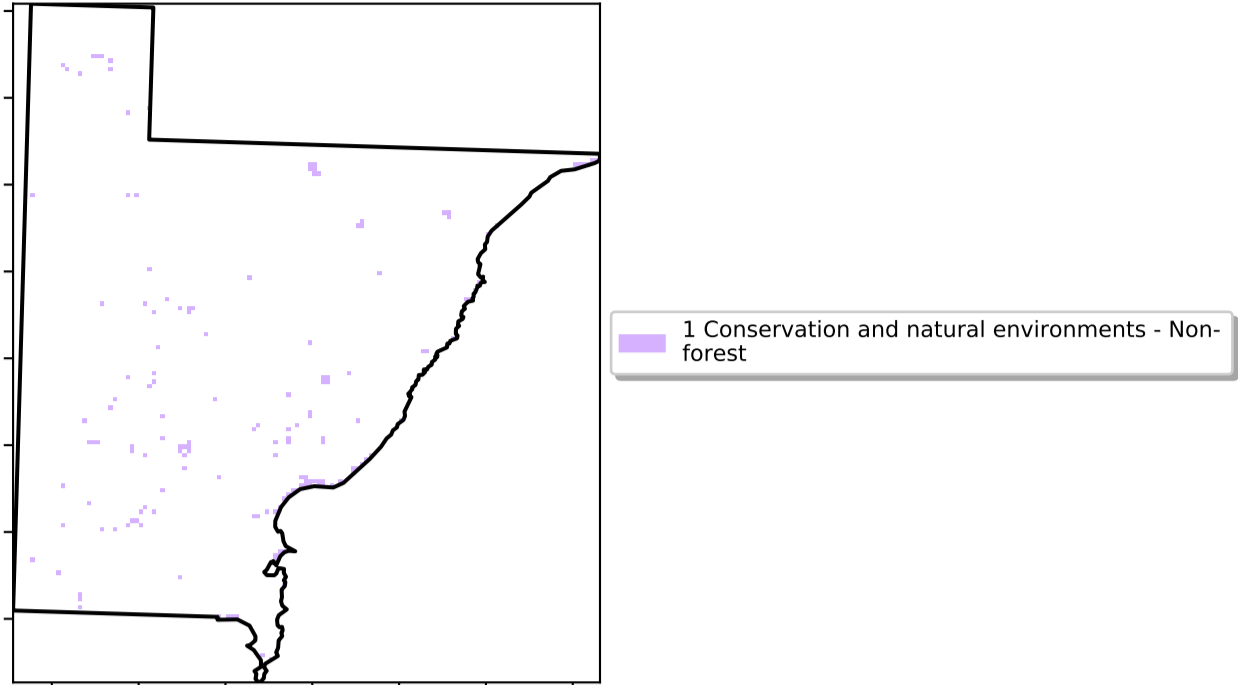 1 Conservation and natural environments - Non-
forest